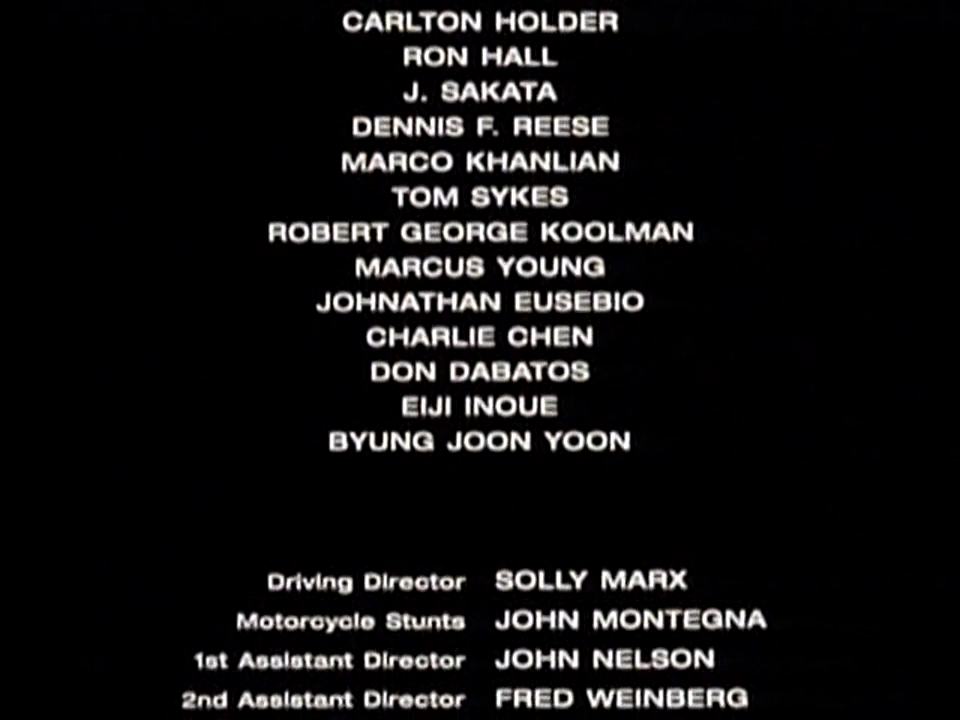 CARLTON HOLDER
RON HALL
J. SAKATA
DENNIS F. REESE
MARCO KHANLIAN
TOM SYKES
ROBERT GEORGE KOOLMAN
MARCUS YOUNG
JOHNATHAN EUSEBIO
CHARLIE CHEN
DON DABATOS
EIJI INOUE
BYUNG JOON YOON
Driving Director SOLLY MARX
Motorcycle Stunts JOHN MONTEGNA
1st Assistant Director JOHN NELSON
2nd Assistant Director FRED WEINBERG